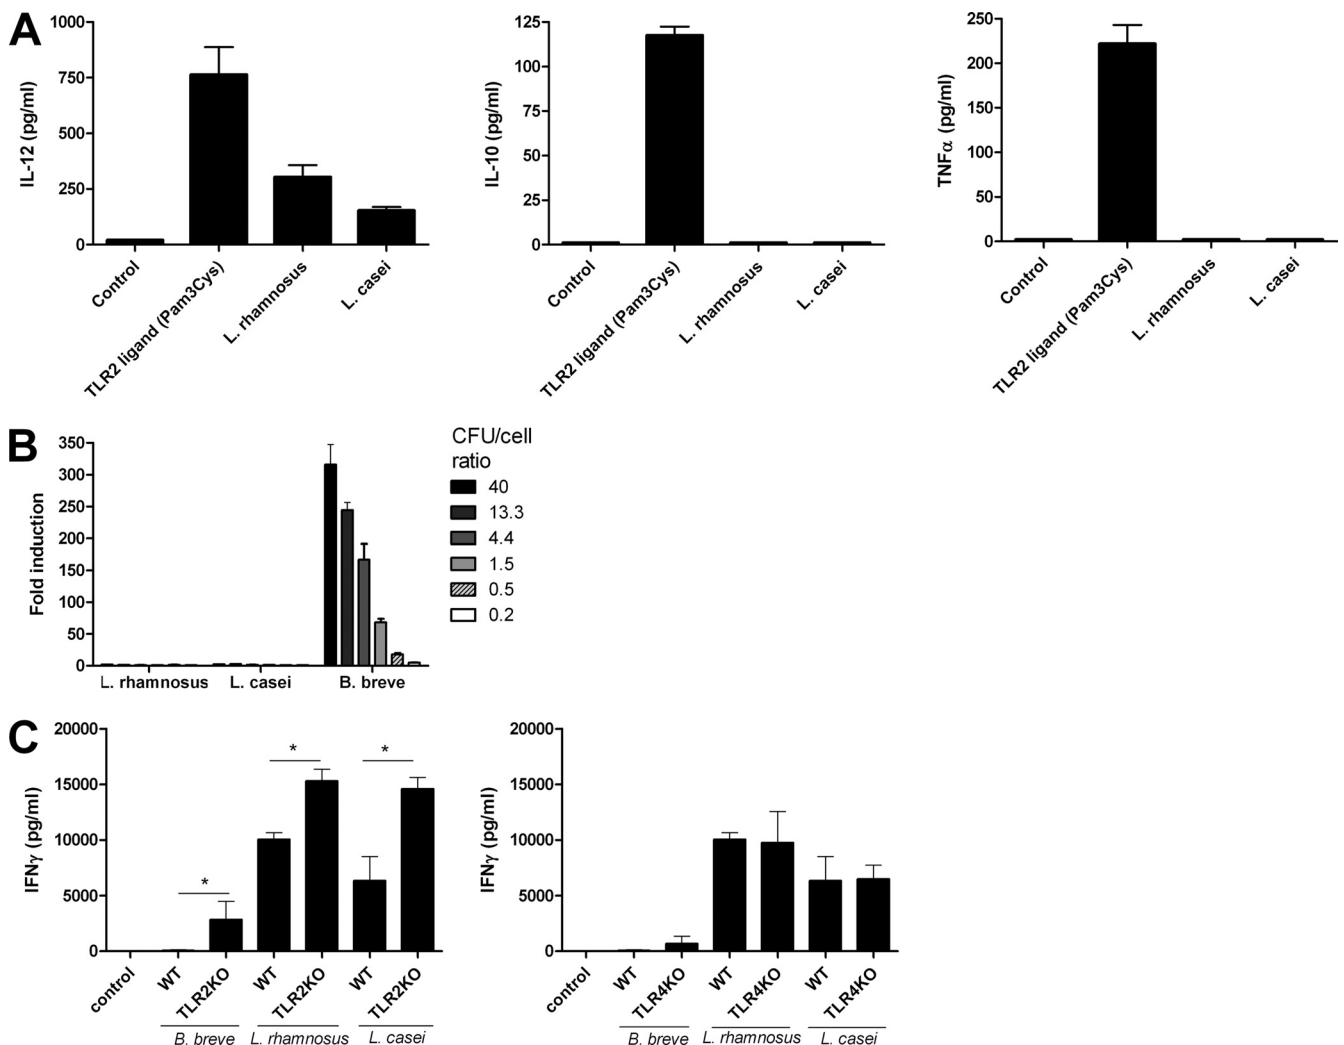 A
IL-12 (pg/ml)
1000
750
500
250
0
Control
TLR2 ligand (Pam3Cys)
L. rhamnosus
L. casei
IL-10 (pg/ml)
125
100
75
50
25
0
Control
TLR2 ligand (Pam3Cys)
L. rhamnosus
L. casei
TNFα (pg/ml)
250
200
150
100
50
0
Control
TLR2 ligand (Pam3Cys)
L. rhamnosus
L. casei
B
Fold induction
350
300
250
200
150
100
50
0
L. rhamnosus
L. casei
B. breve
CFU/cell
ratio
40
13.3
4.4
1.5
0.5
0.2
C
IFNγ (pg/ml)
20000
15000
10000
5000
0
*
*
*
control
WT
TLR2KO
WT
TLR2KO
WT
TLR2KO
B. breve
L. rhamnosus
L. casei
IFNγ (pg/ml)
20000
15000
10000
5000
0
control
WT
TLR4KO
WT
TLR4KO
WT
TLR4KO
B. breve
L. rhamnosus
L. casei